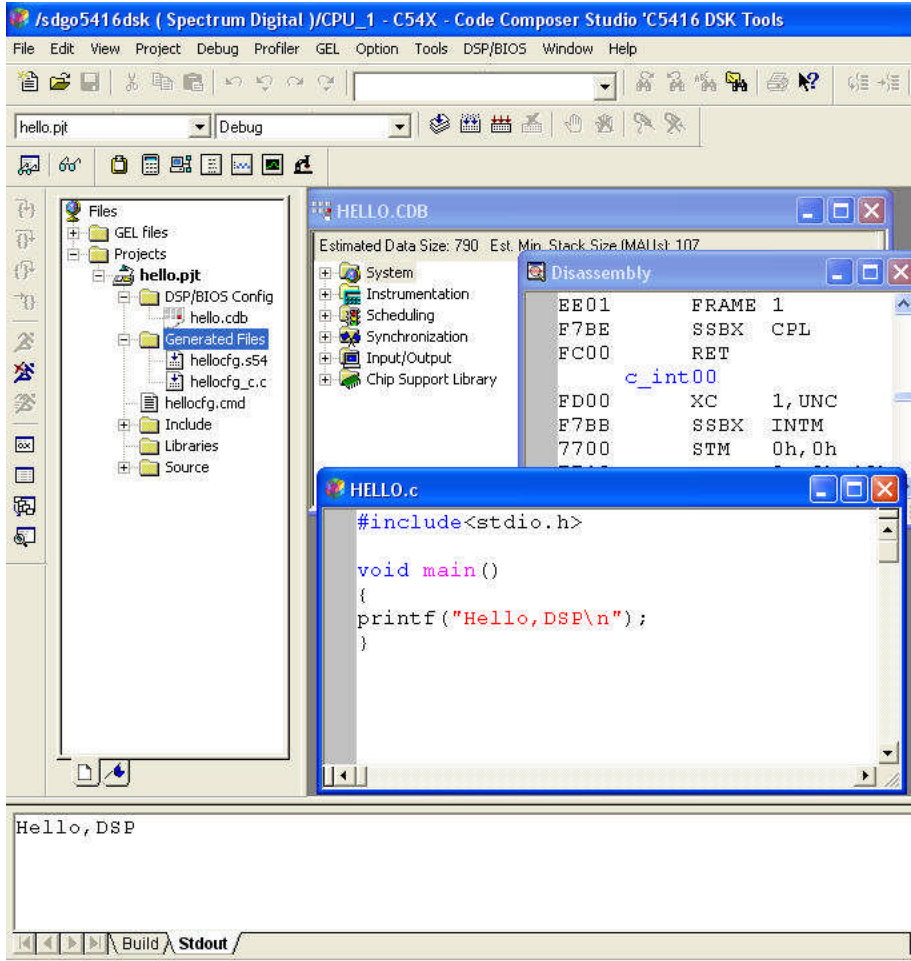 /sdgo5416dsk ( Spectrum Digital )/CPU_1 - C54X - Code Composer Studio 'C5416 DSK Tools
File Edit View Project Debug Profiler GEL Option Tools DSP/BIOS Window Help
hello.pjt Debug
Files
GEL files
Projects
hello.pjt
DSP/BIOS Config
hello.cdb
Generated Files
hellocfg.s54
hellocfg_c.c
hellocfg.cmd
Include
Libraries
Source
HELLO.CDB
Estimated Data Size: 790 Est. Min. Stack Size (MAUs): 107
System
Instrumentation
Scheduling
Synchronization
Input/Output
Chip Support Library
Disassembly
EE01 FRAME 1
F7BE SSBX CPL
FC00 RET
c_int00
FD00 XC 1,UNC
F7BB SSBX INTM
7700 STM 0h,0h
HELLO.c
#include<stdio.h>
void main()
{
printf("Hello,DSP\n");
}
Hello,DSP
Build Stdout